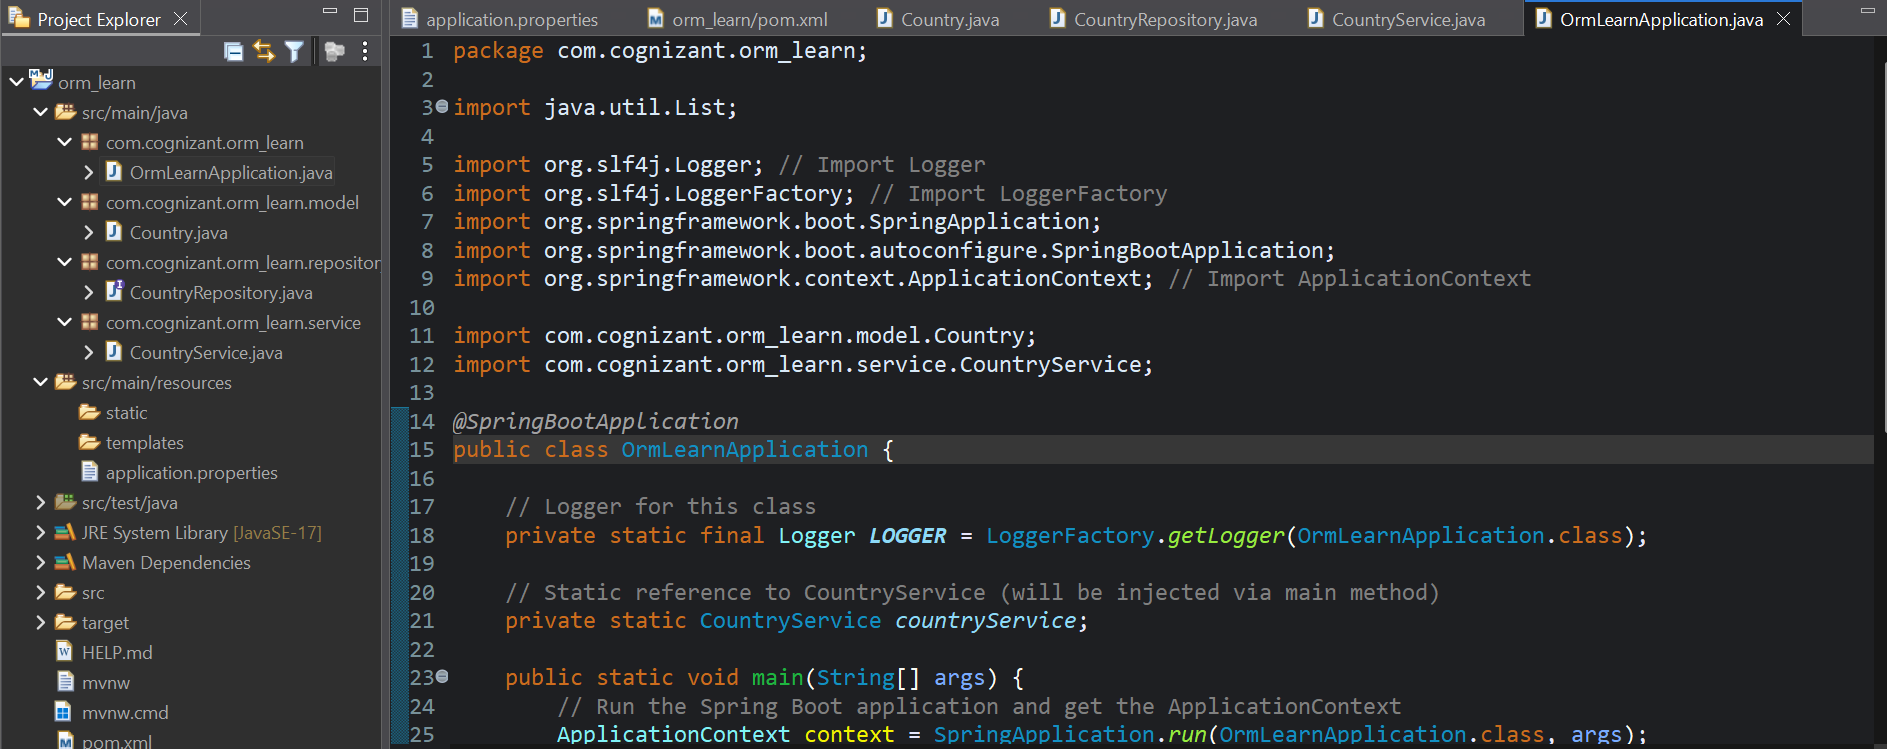 Project Explorer
orm_learn
src/main/java
com.cognizant.orm_learn
OrmLearnApplication.java
com.cognizant.orm_learn.model
Country.java
com.cognizant.orm_learn.repositor
CountryRepository.java
com.cognizant.orm_learn.service
CountryService.java
src/main/resources
static
templates
application.properties
src/test/java
JRE System Library [JavaSE-17]
Maven Dependencies
src
target
HELP.md
mvnw
mvnw.cmd
pom.xml
application.properties orm_learn/pom.xml Country.java CountryRepository.java CountryService.java OrmLearnApplication.java
1 package com.cognizant.orm_learn;
2
3 import java.util.List;
4
5 import org.slf4j.Logger; // Import Logger
6 import org.slf4j.LoggerFactory; // Import LoggerFactory
7 import org.springframework.boot.SpringApplication;
8 import org.springframework.boot.autoconfigure.SpringBootApplication;
9 import org.springframework.context.ApplicationContext; // Import ApplicationContext
10
11 import com.cognizant.orm_learn.model.Country;
12 import com.cognizant.orm_learn.service.CountryService;
13
14 @SpringBootApplication
15 public class OrmLearnApplication {
16
17 // Logger for this class
18 private static final Logger LOGGER = LoggerFactory.getLogger(OrmLearnApplication.class);
19
20 // Static reference to CountryService (will be injected via main method)
21 private static CountryService countryService;
22
23 public static void main(String[] args) {
24 // Run the Spring Boot application and get the ApplicationContext
25 ApplicationContext context = SpringApplication.run(OrmLearnApplication.class, args);